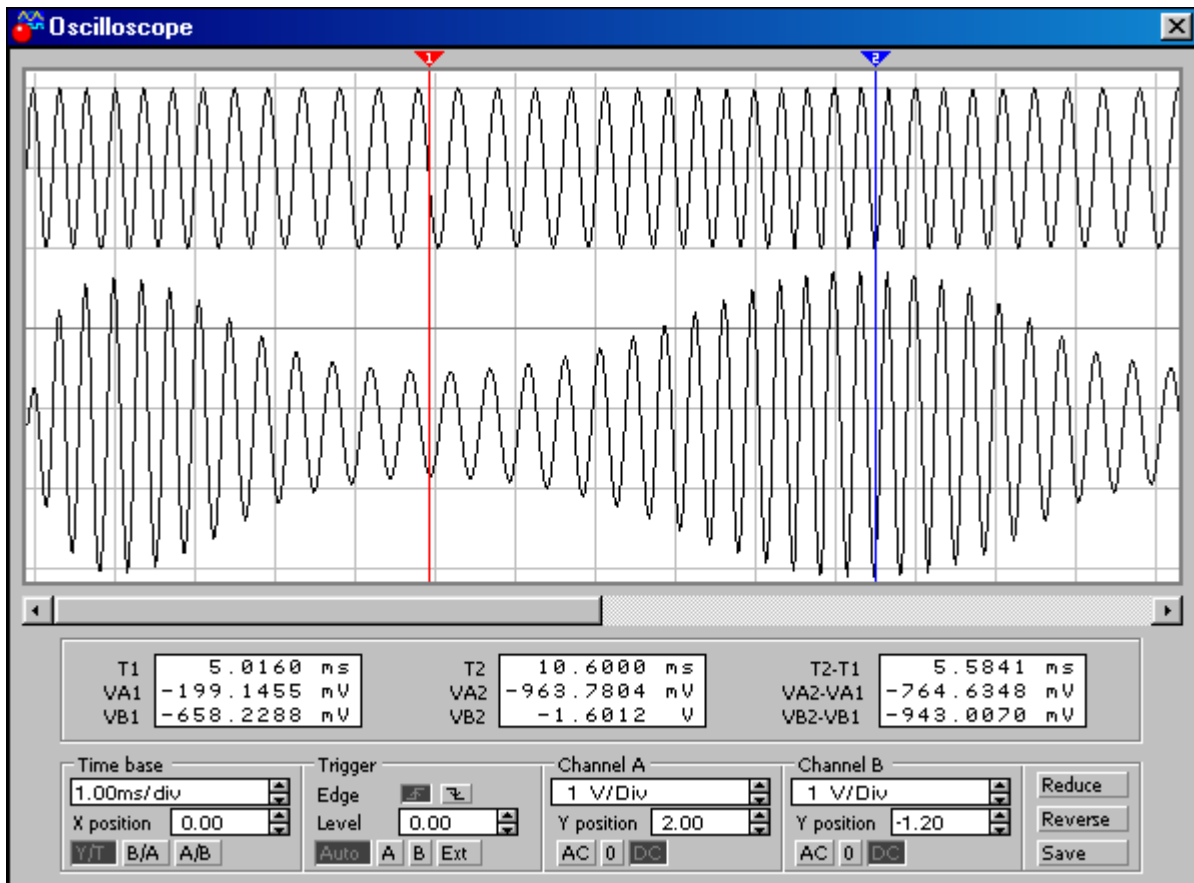 Oscilloscope
1 2
T1 5.0160 ms T2 10.6000 ms T2-T1 5.5841 ms
VA1 -199.1455 mV VA2 -963.7804 mV VA2-VA1 -764.6348 mV
VB1 -658.2288 mV VB2 -1.6012 V VB2-VB1 -943.0070 mV
Time base Trigger Channel A Channel B
1.00ms/div Edge 1 V/Div 1 V/Div Reduce
X position 0.00 Level 0.00 Y position 2.00 Y position -1.20 Reverse
Y/T B/A A/B Auto A B Ext AC 0 DC AC 0 DC Save